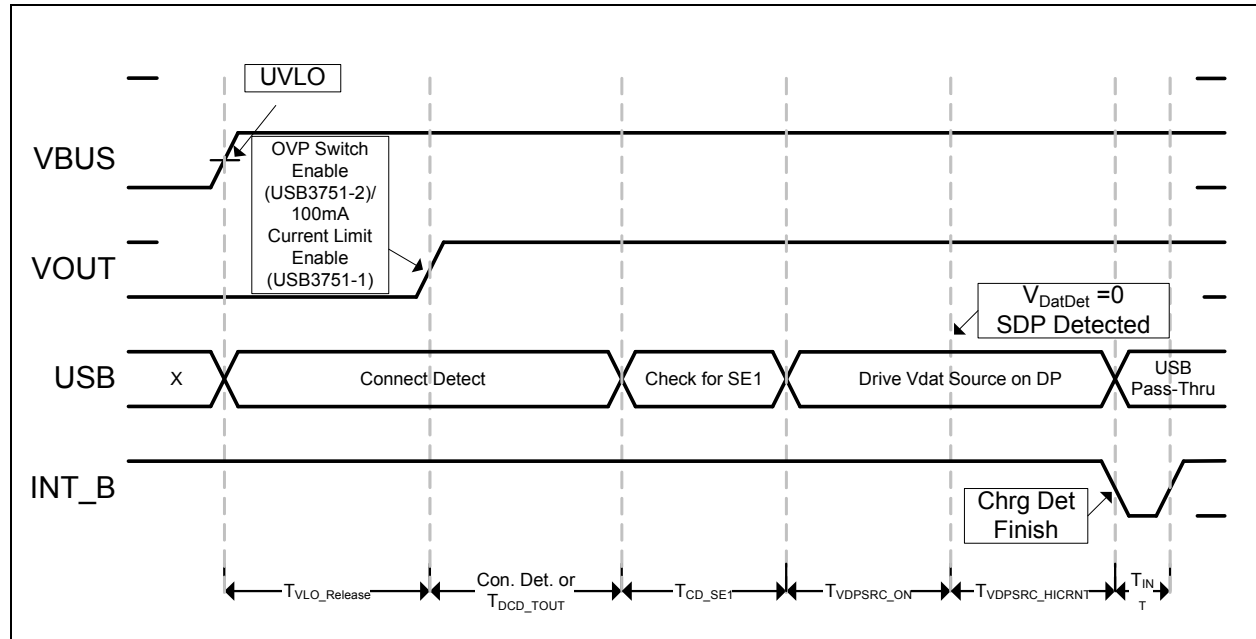 UVLO
VBUS
OVP Switch
Enable
(USB3751-2)/
100mA
Current Limit
Enable
(USB3751-1)
VOUT
VDatDet =0
SDP Detected
USB
X
Connect Detect
Check for SE1
Drive Vdat Source on DP
USB
Pass-Thru
INT_B
Chrg Det
Finish
TVLO_Release
Con. Det. or
TDCD_TOUT
TCD_SE1
TVDPSRC_ON
TVDPSRC_HICRNT
TIN
T